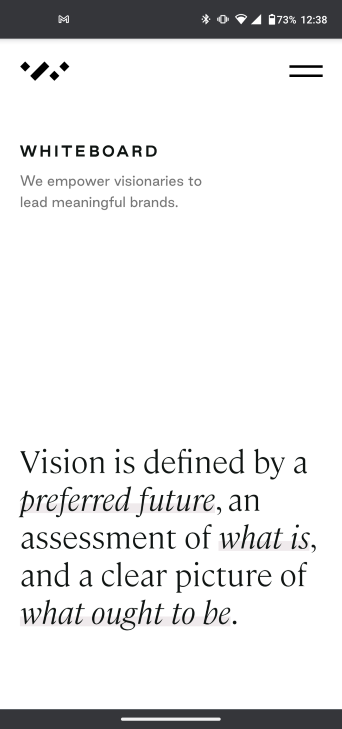 73% 12:38
WHITEBOARD
We empower visionaries to
lead meaningful brands.
Vision is defined by a
preferred future, an
assessment of what is,
and a clear picture of
what ought to be.